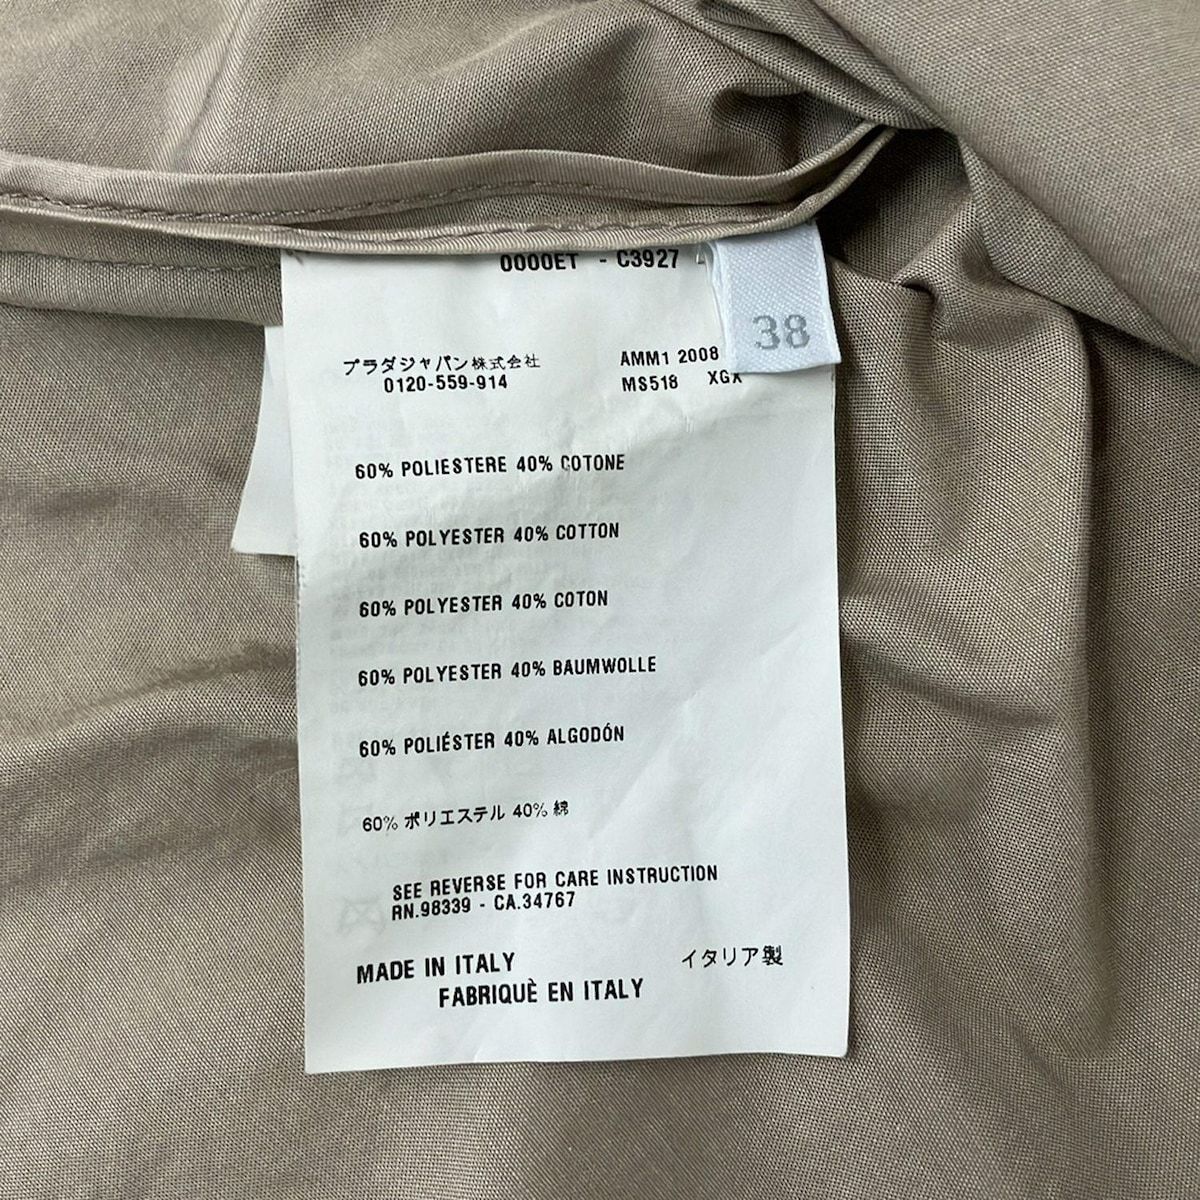 0000ET - C3927
38
プラダジャパン株式会社
0120-559-914
AMM1 2008
MS518 XGX
60% POLIESTERE 40% COTONE
60% POLYESTER 40% COTTON
60% POLYESTER 40% COTON
60% POLYESTER 40% BAUMWOLLE
60% POLIÉSTER 40% ALGODÓN
60% ポリエステル 40% 綿
SEE REVERSE FOR CARE INSTRUCTION
RN.98339 - CA.34767
MADE IN ITALY
イタリア製
FABRIQUÈ EN ITALY